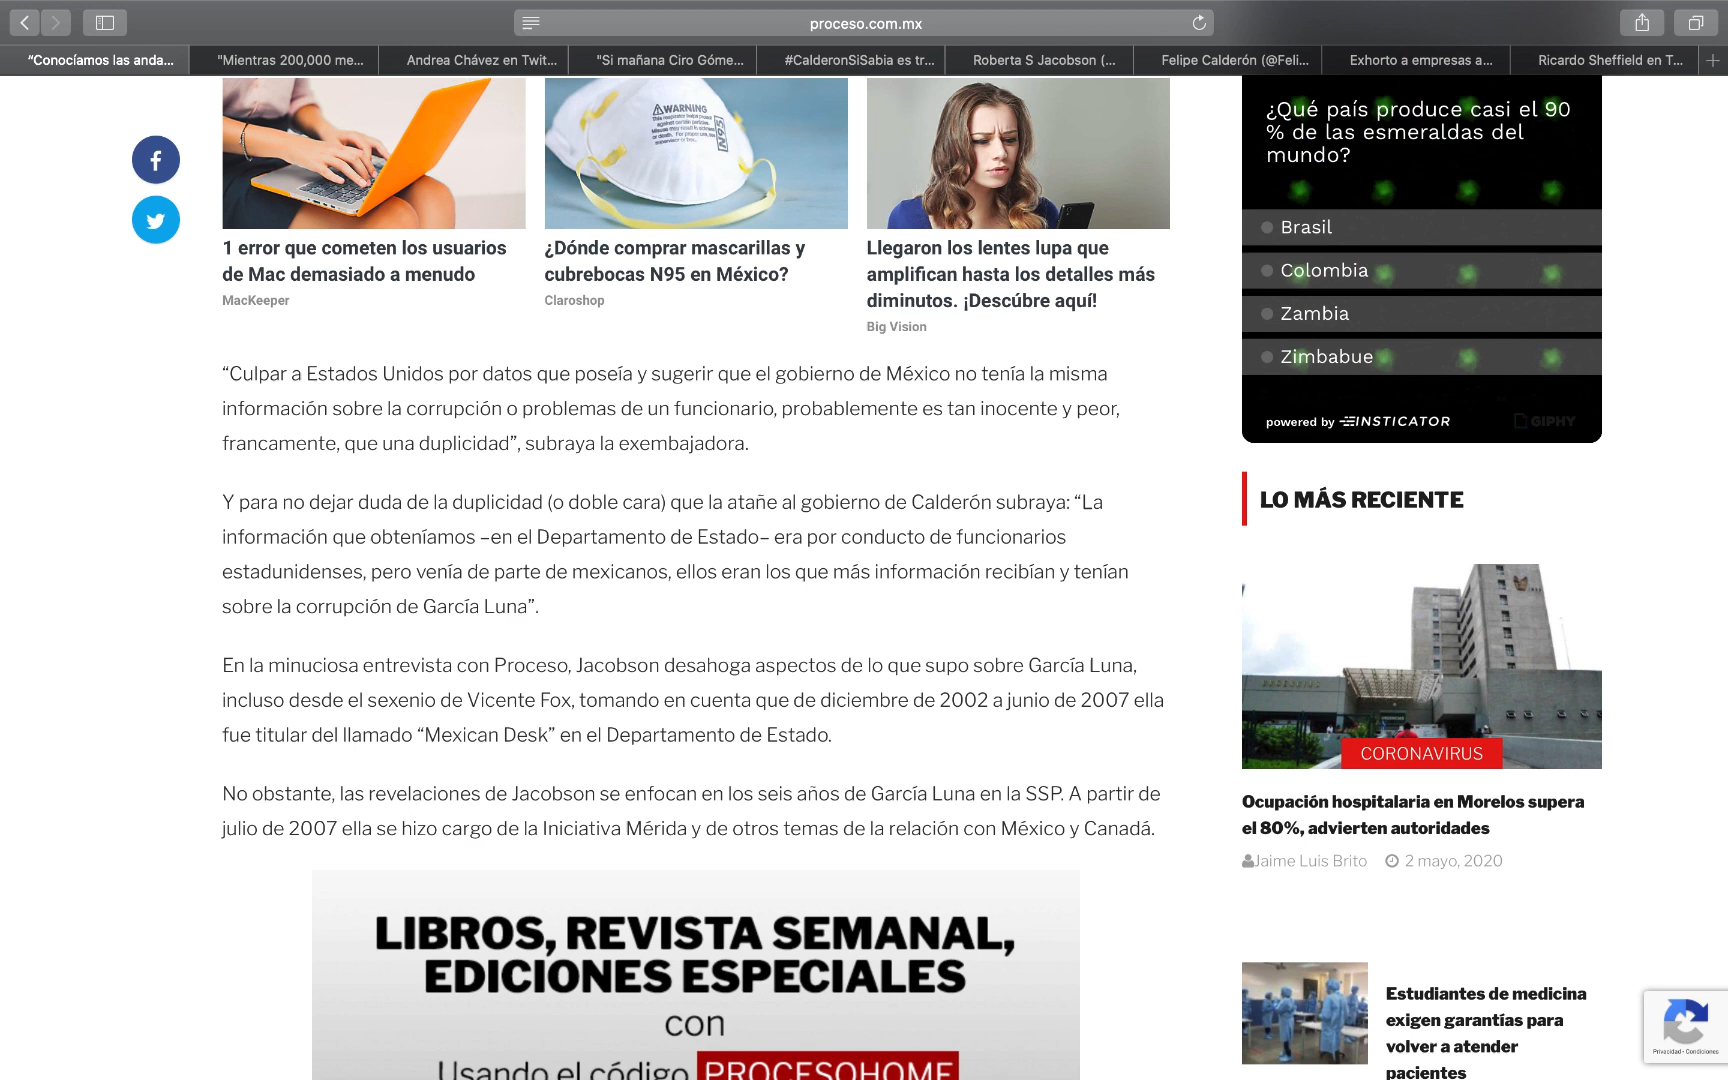 proceso.com.mx
“Conocíamos las anda...
"Mientras 200,000 me...
Andrea Chávez en Twit...
"Si mañana Ciro Góme...
#CalderonSiSabia es tr...
Roberta S Jacobson (...
Felipe Calderón (@Feli...
Exhorto a empresas a...
Ricardo Sheffield en T...
WARNING
N95
1 error que cometen los usuarios
de Mac demasiado a menudo
MacKeeper
¿Dónde comprar mascarillas y
cubrebocas N95 en México?
Claroshop
Llegaron los lentes lupa que
amplifican hasta los detalles más
diminutos. ¡Descúbre aquí!
Big Vision
“Culpar a Estados Unidos por datos que poseía y sugerir que el gobierno de México no tenía la misma
información sobre la corrupción o problemas de un funcionario, probablemente es tan inocente y peor,
francamente, que una duplicidad”, subraya la exembajadora.
Y para no dejar duda de la duplicidad (o doble cara) que la atañe al gobierno de Calderón subraya: “La
información que obteníamos –en el Departamento de Estado– era por conducto de funcionarios
estadunidenses, pero venía de parte de mexicanos, ellos eran los que más información recibían y tenían
sobre la corrupción de García Luna”.
En la minuciosa entrevista con Proceso, Jacobson desahoga aspectos de lo que supo sobre García Luna,
incluso desde el sexenio de Vicente Fox, tomando en cuenta que de diciembre de 2002 a junio de 2007 ella
fue titular del llamado “Mexican Desk” en el Departamento de Estado.
No obstante, las revelaciones de Jacobson se enfocan en los seis años de García Luna en la SSP. A partir de
julio de 2007 ella se hizo cargo de la Iniciativa Mérida y de otros temas de la relación con México y Canadá.
LIBROS, REVISTA SEMANAL,
EDICIONES ESPECIALES
con
Usando el código PROCESOHOME
¿Qué país produce casi el 90
% de las esmeraldas del
mundo?
Brasil
Colombia
Zambia
Zimbabue
powered by INSTICATOR
GIPHY
LO MÁS RECIENTE
CORONAVIRUS
Ocupación hospitalaria en Morelos supera
el 80%, advierten autoridades
Jaime Luis Brito 2 mayo, 2020
Estudiantes de medicina
exigen garantías para
volver a atender
pacientes
Privacidad - Condiciones